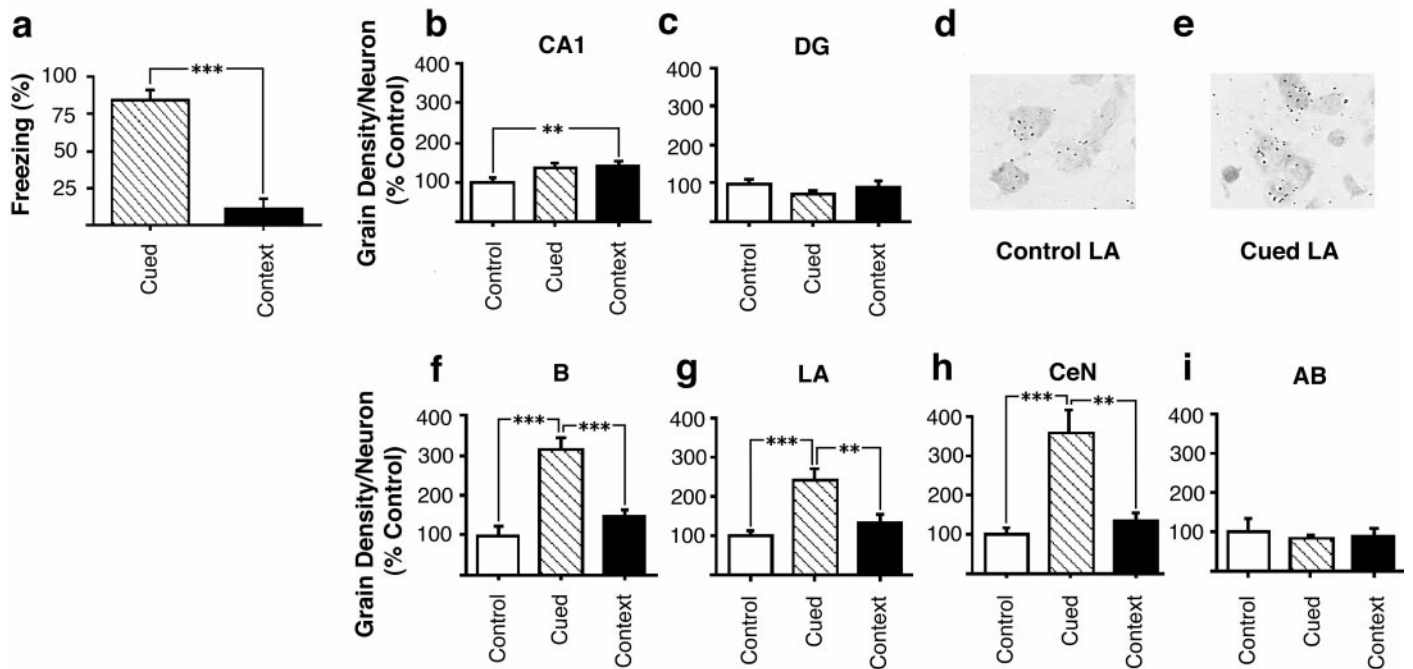 a
Freezing (%)
100
75
50
25
***
Cued
Context
b
CA1
Grain Density/Neuron
(% Control)
400
300
200
100
**
Control
Cued
Context
c
DG
400
300
200
100
Control
Cued
Context
d
Control LA
e
Cued LA
f
B
Grain Density/Neuron
(% Control)
400
300
200
100
*** ***
Control
Cued
Context
g
LA
400
300
200
100
*** **
Control
Cued
Context
h
CeN
400
300
200
100
*** **
Control
Cued
Context
i
AB
400
300
200
100
Control
Cued
Context